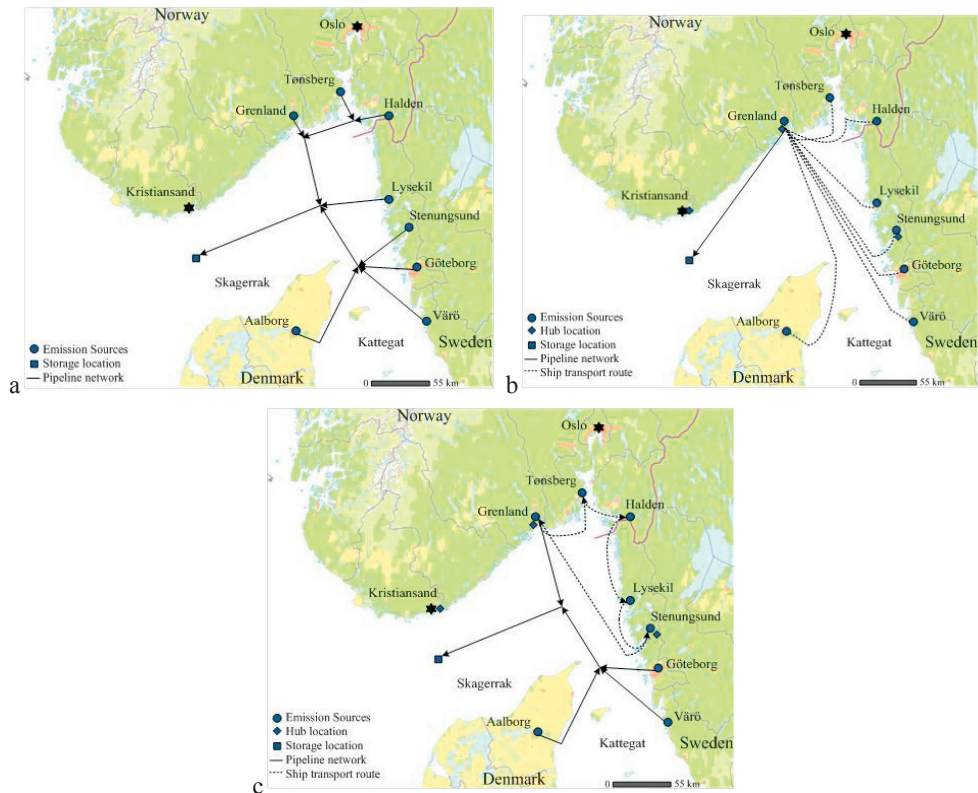 Norway
Oslo
Tønsberg
Grenland
Halden
Lysekil
Kristiansand
Stenungsund
Göteborg
Skagerrak
Värö
Aalborg
Emission Sources
Kattegat
Sweden
Storage location
Pipeline network
Denmark
0 55 km
a
Norway
Oslo
Tønsberg
Grenland
Halden
Kristiansand
Lysekil
Stenungsund
Göteborg
Skagerrak
Emission Sources
Aalborg
Värö
Hub location
Storage location
Kattegat
Sweden
Pipeline network
Ship transport route
Denmark
0 55 km
b
Norway
Oslo
Tønsberg
Grenland
Halden
Kristiansand
Lysekil
Stenungsund
Göteborg
Skagerrak
Emission Sources
Aalborg
Värö
Hub location
Storage location
Kattegat
Sweden
Pipeline network
Ship transport route
Denmark
0 55 km
c